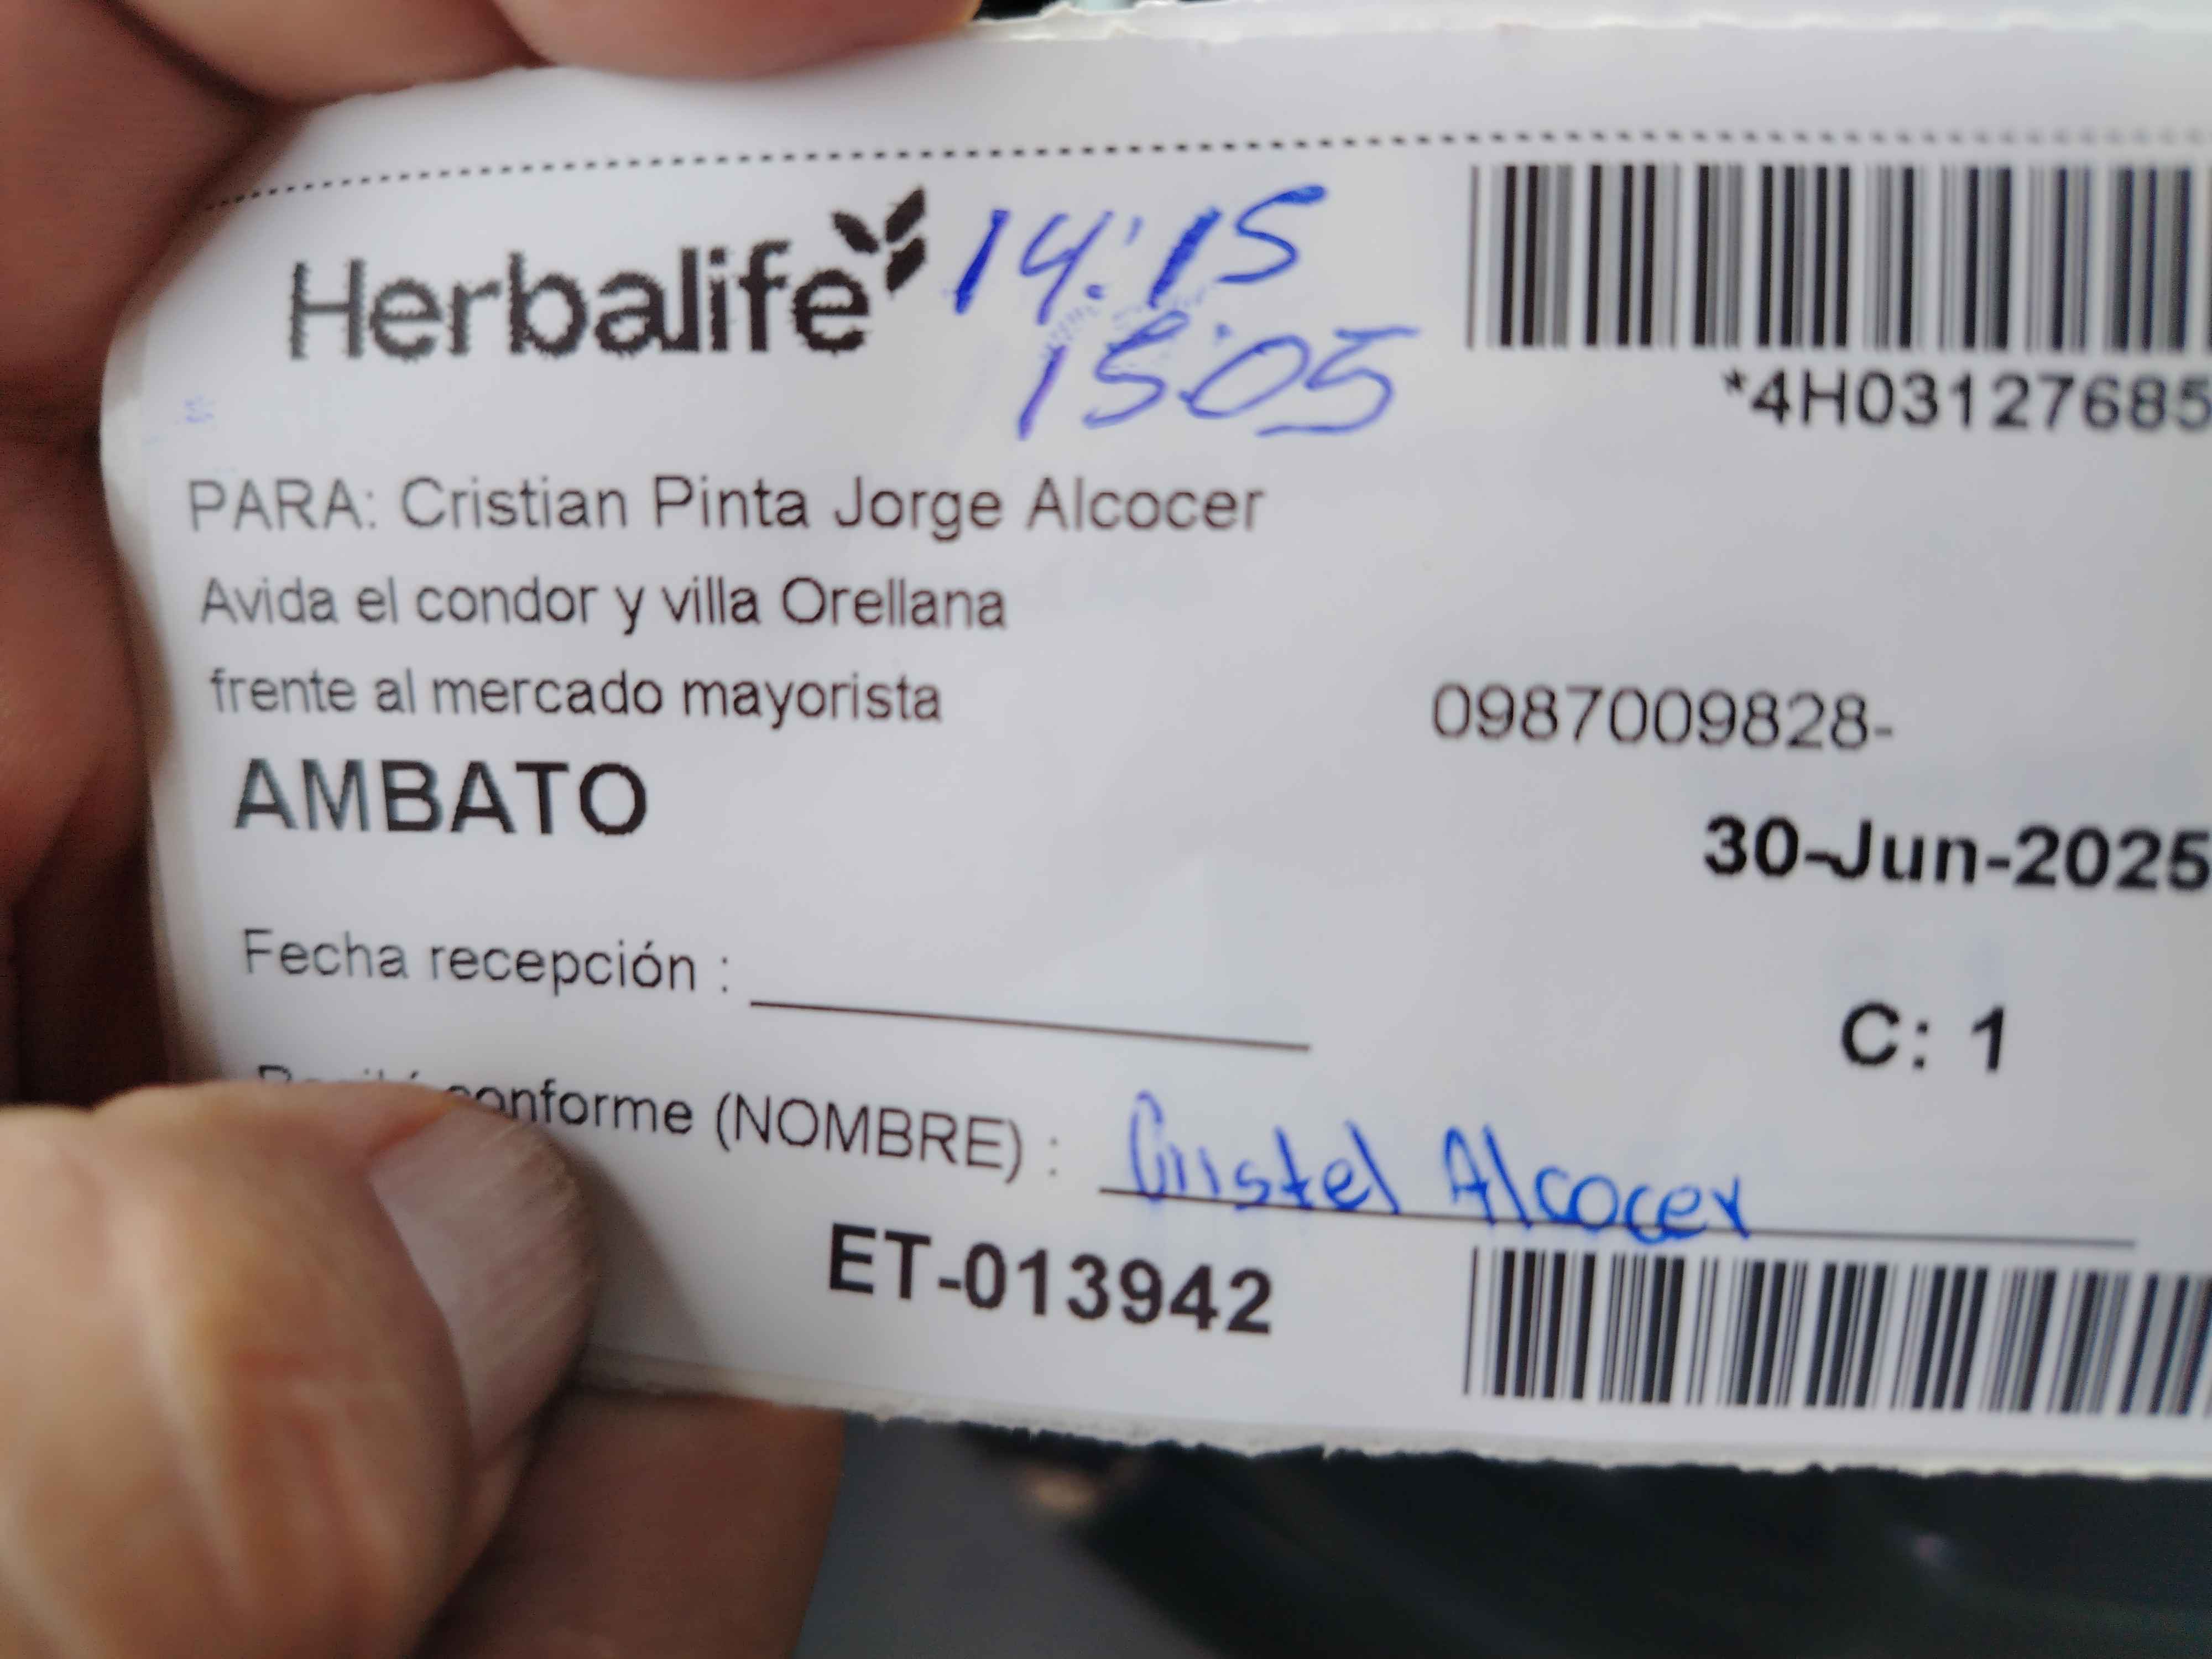 Herbalife
14:15
15:05
*4H03127685
PARA: Cristian Pinta Jorge Alcocer
Avida el condor y villa Orellana
frente al mercado mayorista
0987009828-
AMBATO
30-Jun-2025
Fecha recepción :
C: 1
Recibí conforme (NOMBRE) : Cristel Alcocer
ET-013942